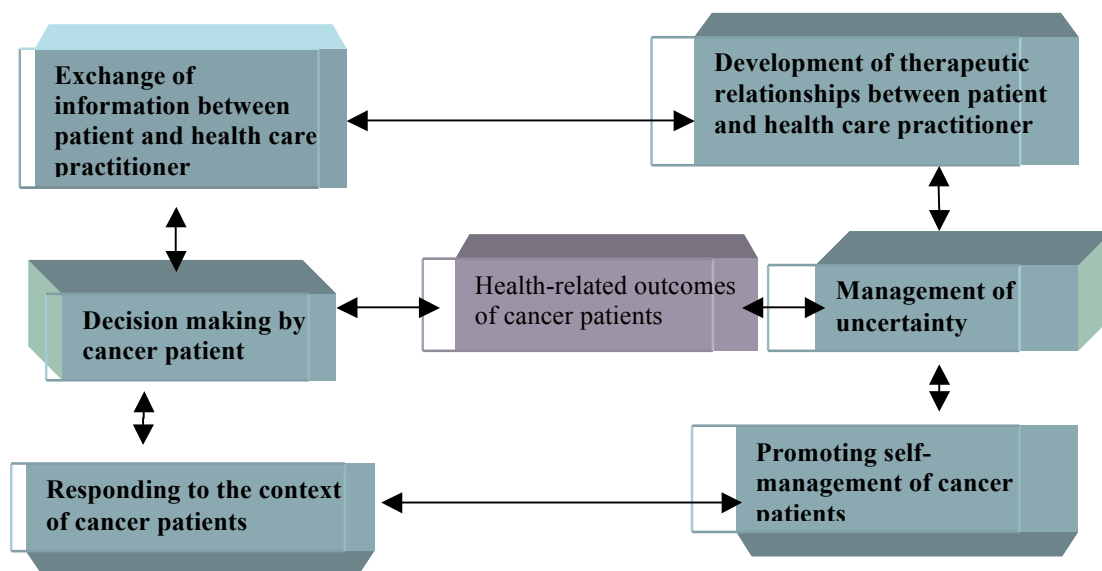 Exchange of
information between
patient and health care
practitioner
Development of therapeutic
relationships between patient
and health care practitioner
Health-related outcomes
of cancer patients
Decision making by
cancer patient
Management of
uncertainty
Responding to the context
of cancer patients
Promoting self-
management of cancer
patients